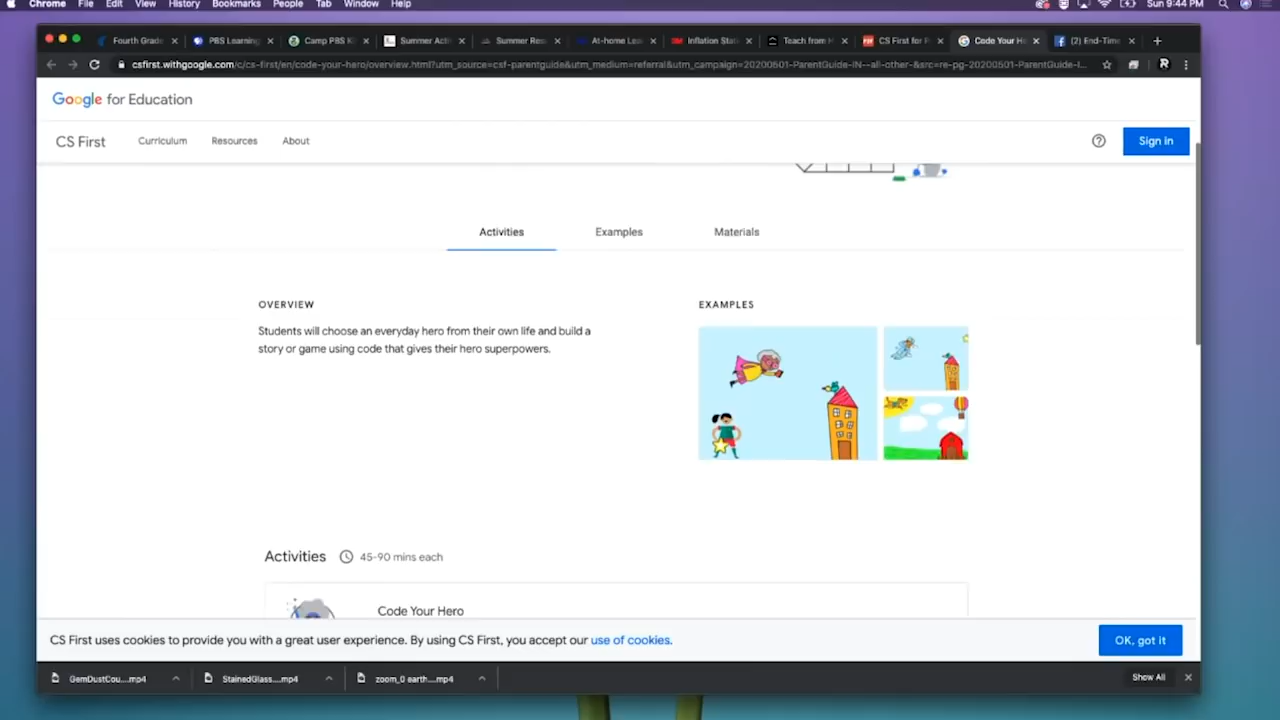 Chrome File Edit View History Bookmarks People Tab Window Help Sun 9:44 PM
Fourth Grade PBS Learning Camp PBS Summer Summer At-home Inflation Teach from CS First for Code Your He (2) End-Time
csfirst.withgoogle.com/c/cs-first/en/code-your-hero/overview.html?utm_source=csf-parentguide&utm_medium=referral&utm_campaign=20200501-ParentGuide-IN--all-other-&src=re-pg-20200501-ParentGuide-I...
Google for Education
CS First Curriculum Resources About Sign in
Activities Examples Materials
OVERVIEW
Students will choose an everyday hero from their own life and build a
story or game using code that gives their hero superpowers.
EXAMPLES
Activities 45-90 mins each
Code Your Hero
CS First uses cookies to provide you with a great user experience. By using CS First, you accept our use of cookies. OK, got it
GemDustCou....mp4 StainedGlass....mp4 zoom_0 earth....mp4 Show All